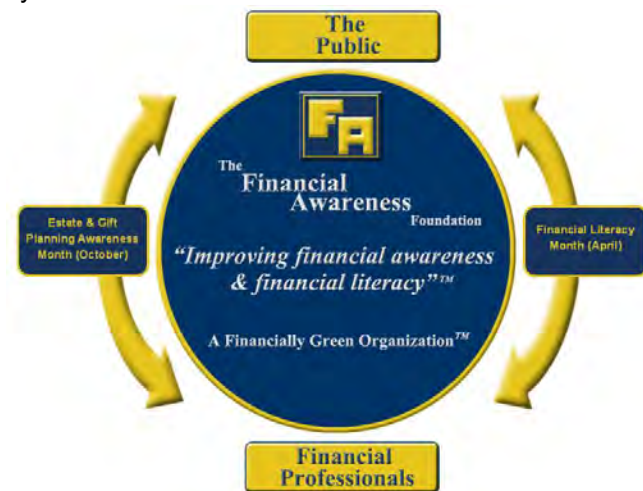 The
Public
FA
The
Financial
Awareness
Foundation
Estate & Gift
Planning Awareness
Month (October)
"Improving financial awareness
& financial literacy"™
Financial Literacy
Month (April)
A Financially Green Organization™
Financial
Professionals